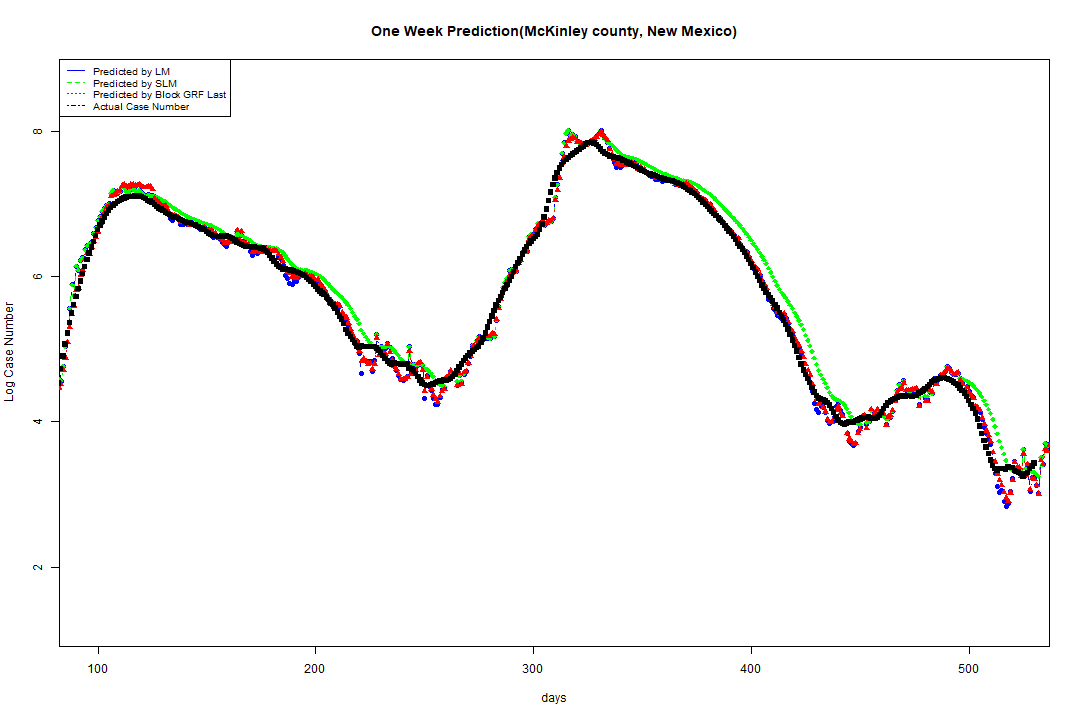 One Week Prediction(McKinley county, New Mexico)
Predicted by LM
Predicted by SLM
Predicted by Block GRF Last
Actual Case Number
8
6
4
2
Log Case Number
100 200 300 400 500
days